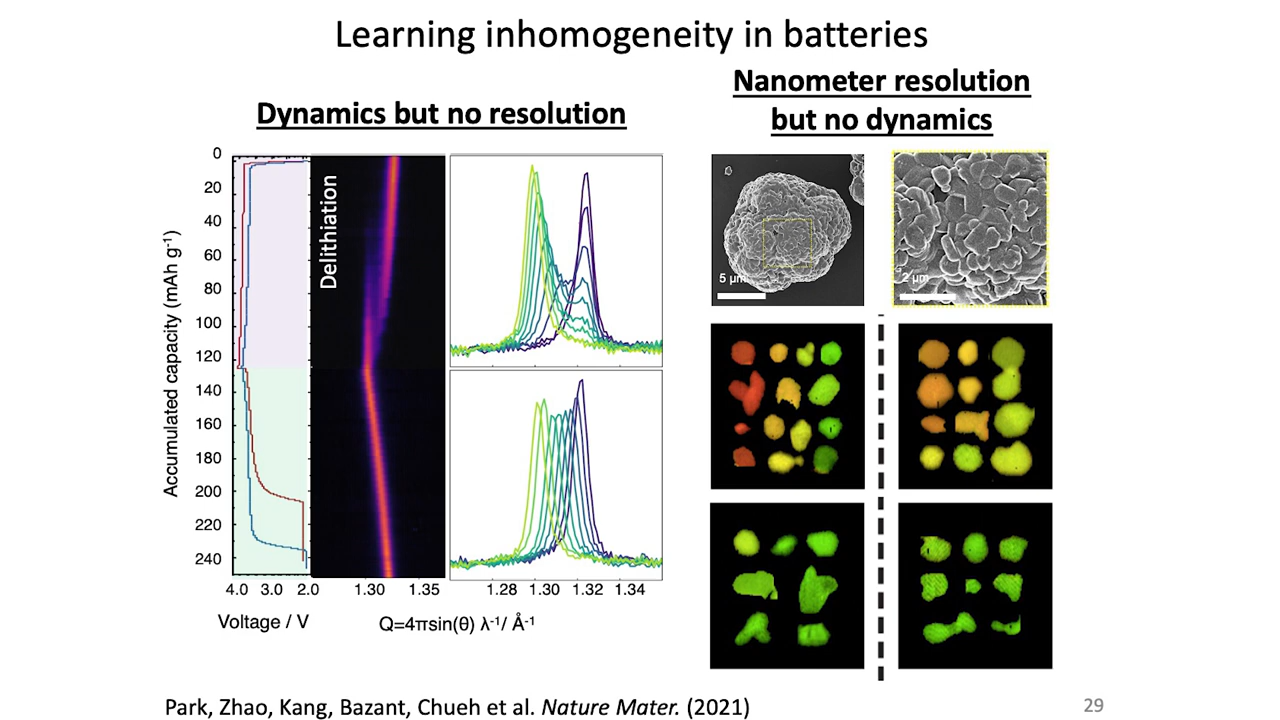 Learning inhomogeneity in batteries
Dynamics but no resolution
Nanometer resolution
but no dynamics
Accumulated capacity (mAh g⁻¹)
0
20
40
60
80
100
120
140
160
180
200
220
240
4.0 3.0 2.0
Voltage / V
Delithiation
1.30 1.35
1.28 1.30 1.32 1.34
Q=4πsin(θ) λ⁻¹/ Å⁻¹
5 µm
2 µm
Park, Zhao, Kang, Bazant, Chueh et al. Nature Mater. (2021)
29